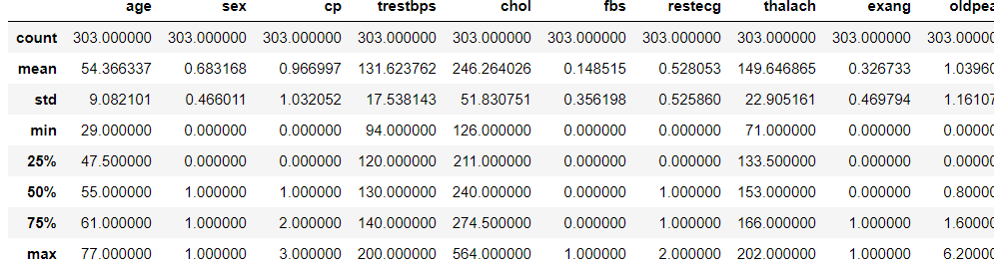 age sex cp trestbps chol fbs restecg thalach exang oldpea
count 303.000000 303.000000 303.000000 303.000000 303.000000 303.000000 303.000000 303.000000 303.000000 303.00000
mean 54.366337 0.683168 0.966997 131.623762 246.264026 0.148515 0.528053 149.646865 0.326733 1.03960
std 9.082101 0.466011 1.032052 17.538143 51.830751 0.356198 0.525860 22.905161 0.469794 1.16107
min 29.000000 0.000000 0.000000 94.000000 126.000000 0.000000 0.000000 71.000000 0.000000 0.00000
25% 47.500000 0.000000 0.000000 120.000000 211.000000 0.000000 0.000000 133.500000 0.000000 0.00000
50% 55.000000 1.000000 1.000000 130.000000 240.000000 0.000000 1.000000 153.000000 0.000000 0.80000
75% 61.000000 1.000000 2.000000 140.000000 274.500000 0.000000 1.000000 166.000000 1.000000 1.60000
max 77.000000 1.000000 3.000000 200.000000 564.000000 1.000000 2.000000 202.000000 1.000000 6.20000